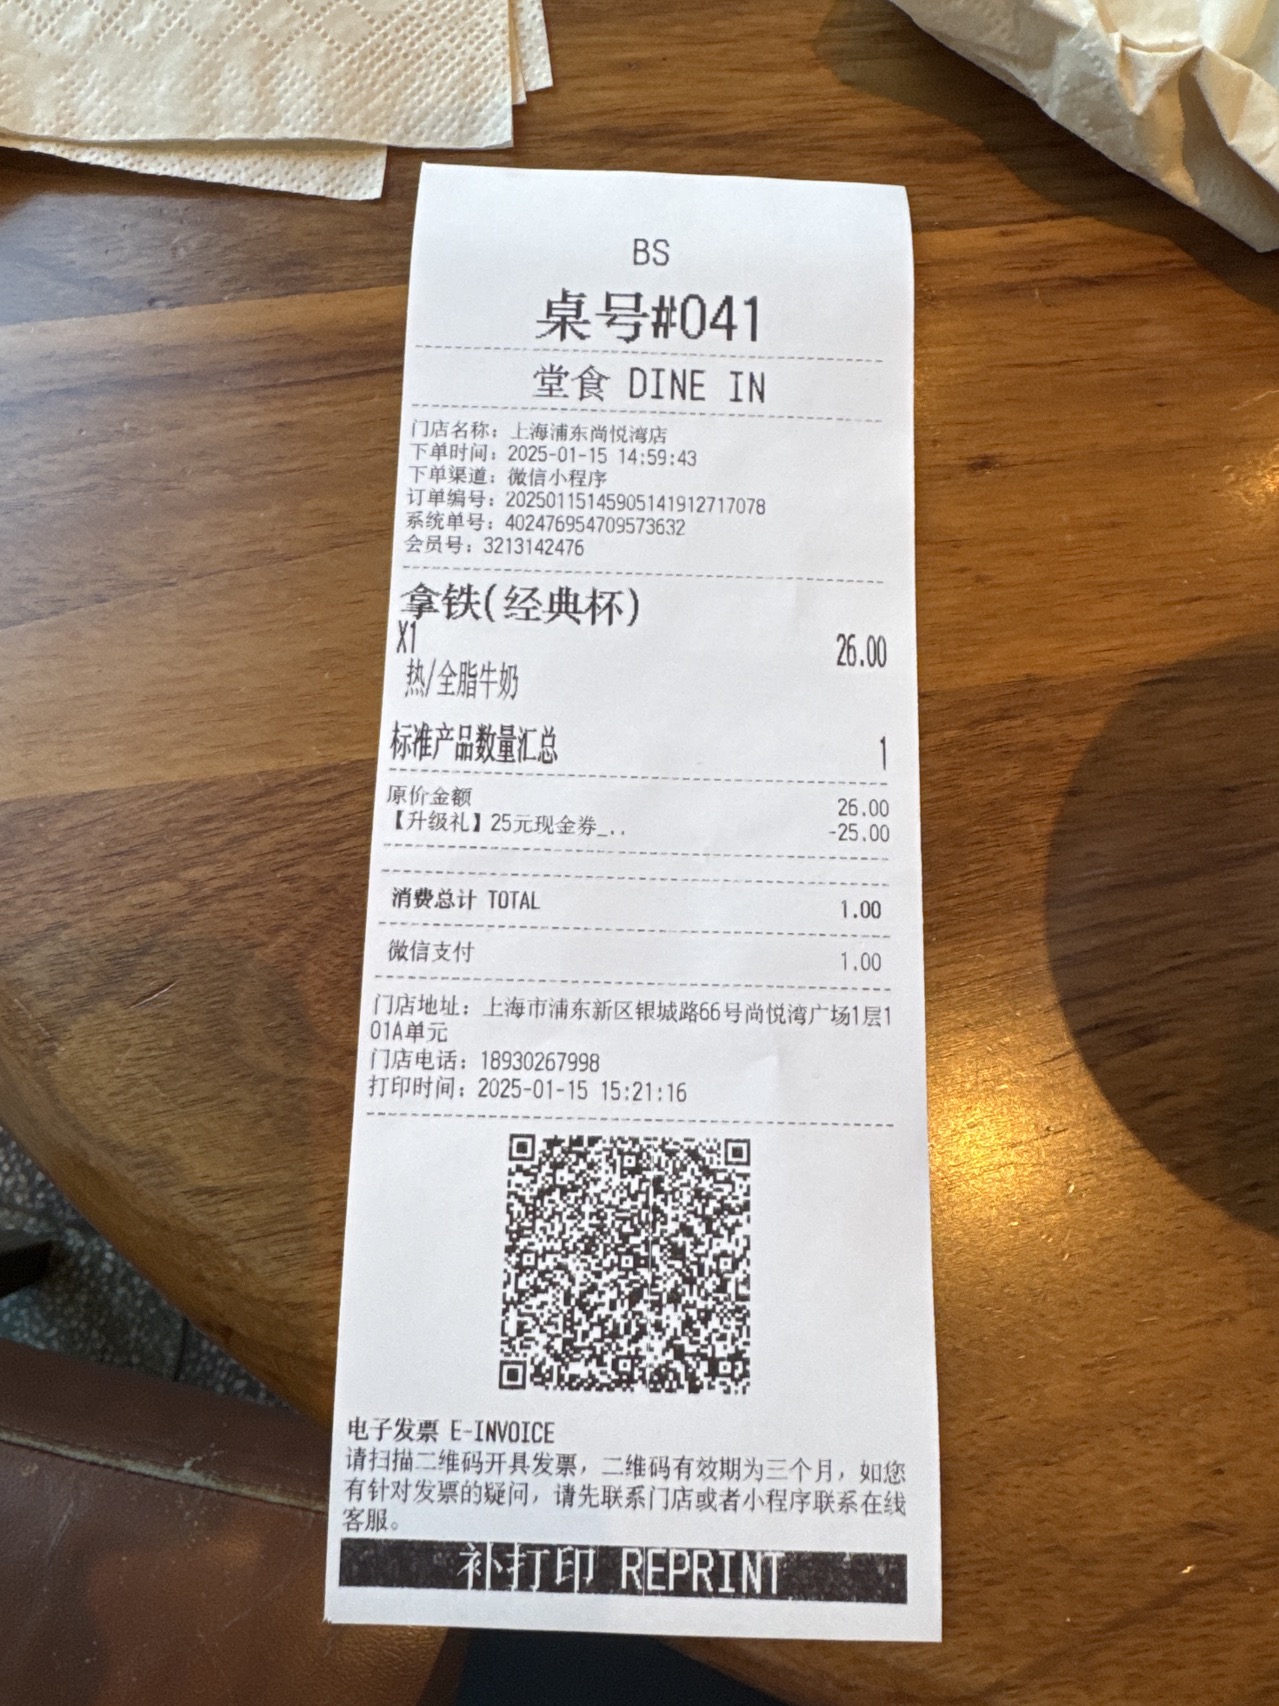 BS
桌号#041
堂食 DINE IN
门店名称：上海浦东尚悦湾店
下单时间：2025-01-15 14:59:43
下单渠道：微信小程序
订单编号：2025011514590514191271​7078
系统单号：402476954709573632
会员号：3213142476
拿铁(经典杯)
X1 26.00
热/全脂牛奶
标准产品数量汇总 1
原价金额 26.00
【升级礼】25元现金券_.. -25.00
消费总计 TOTAL 1.00
微信支付 1.00
门店地址：上海市浦东新区银城路66号尚悦湾广场1层1
01A单元
门店电话：18930267998
打印时间：2025-01-15 15:21:16
电子发票 E-INVOICE
请扫描二维码开具发票，二维码有效期为三个月，如您
有针对发票的疑问，请先联系门店或者小程序联系在线
客服。
补打印 REPRINT